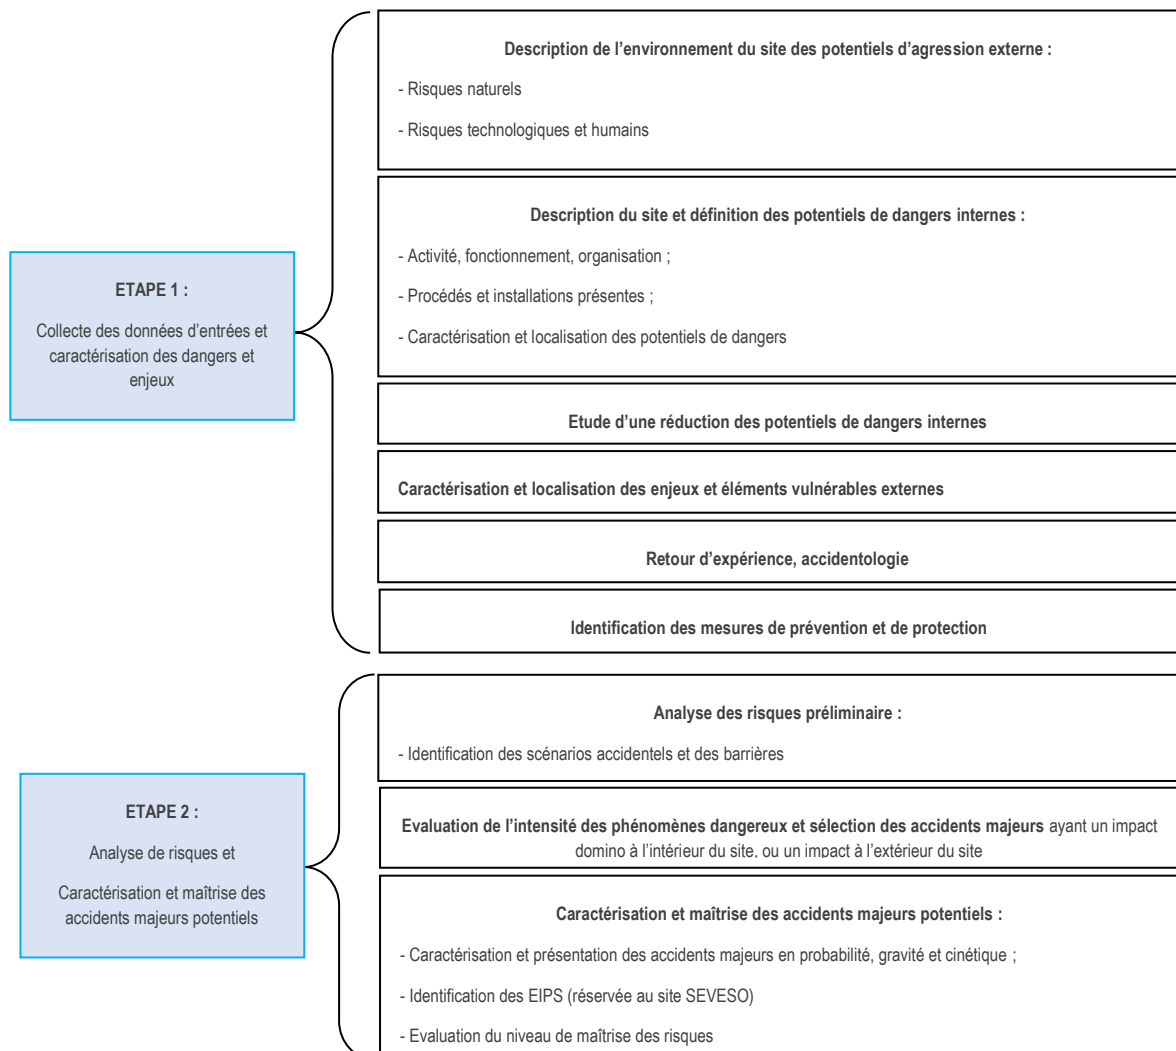 Description de l’environnement du site des potentiels d’agression externe :
- Risques naturels
- Risques technologiques et humains
Description du site et définition des potentiels de dangers internes :
- Activité, fonctionnement, organisation ;
- Procédés et installations présentes ;
- Caractérisation et localisation des potentiels de dangers
ETAPE 1 :
Collecte des données d’entrées et
caractérisation des dangers et
enjeux
Etude d’une réduction des potentiels de dangers internes
Caractérisation et localisation des enjeux et éléments vulnérables externes
Retour d’expérience, accidentologie
Identification des mesures de prévention et de protection
Analyse des risques préliminaire :
- Identification des scénarios accidentels et des barrières
ETAPE 2 :
Analyse de risques et
Caractérisation et maîtrise des
accidents majeurs potentiels
Evaluation de l’intensité des phénomènes dangereux et sélection des accidents majeurs ayant un impact
domino à l’intérieur du site, ou un impact à l’extérieur du site
Caractérisation et maîtrise des accidents majeurs potentiels :
- Caractérisation et présentation des accidents majeurs en probabilité, gravité et cinétique ;
- Identification des EIPS (réservée au site SEVESO)
- Evaluation du niveau de maîtrise des risques